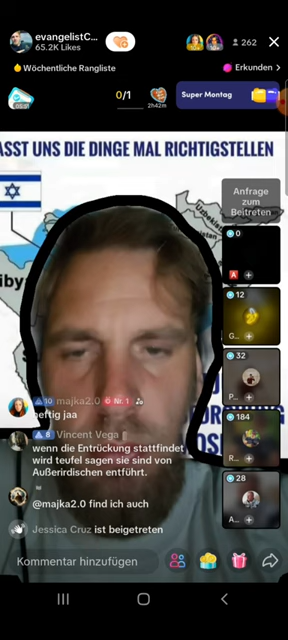 evangelistC...
65.2K Likes
262
Wöchentliche Rangliste
Erkunden
0/1
2h42m
Super Montag
ASST UNS DIE DINGE MAL RICHTIGSTELLEN
Anfrage
zum
Beitreten
0
12
G...
32
P...
184
R...
28
A...
10 majka2.0 Nr. 1
heftig jaa
8 Vincent Vega
wenn die Entrückung stattfindet
wird teufel sagen sie sind von
Außerirdischen entführt.
@majka2.0 find ich auch
Jessica Cruz ist beigetreten
Kommentar hinzufügen